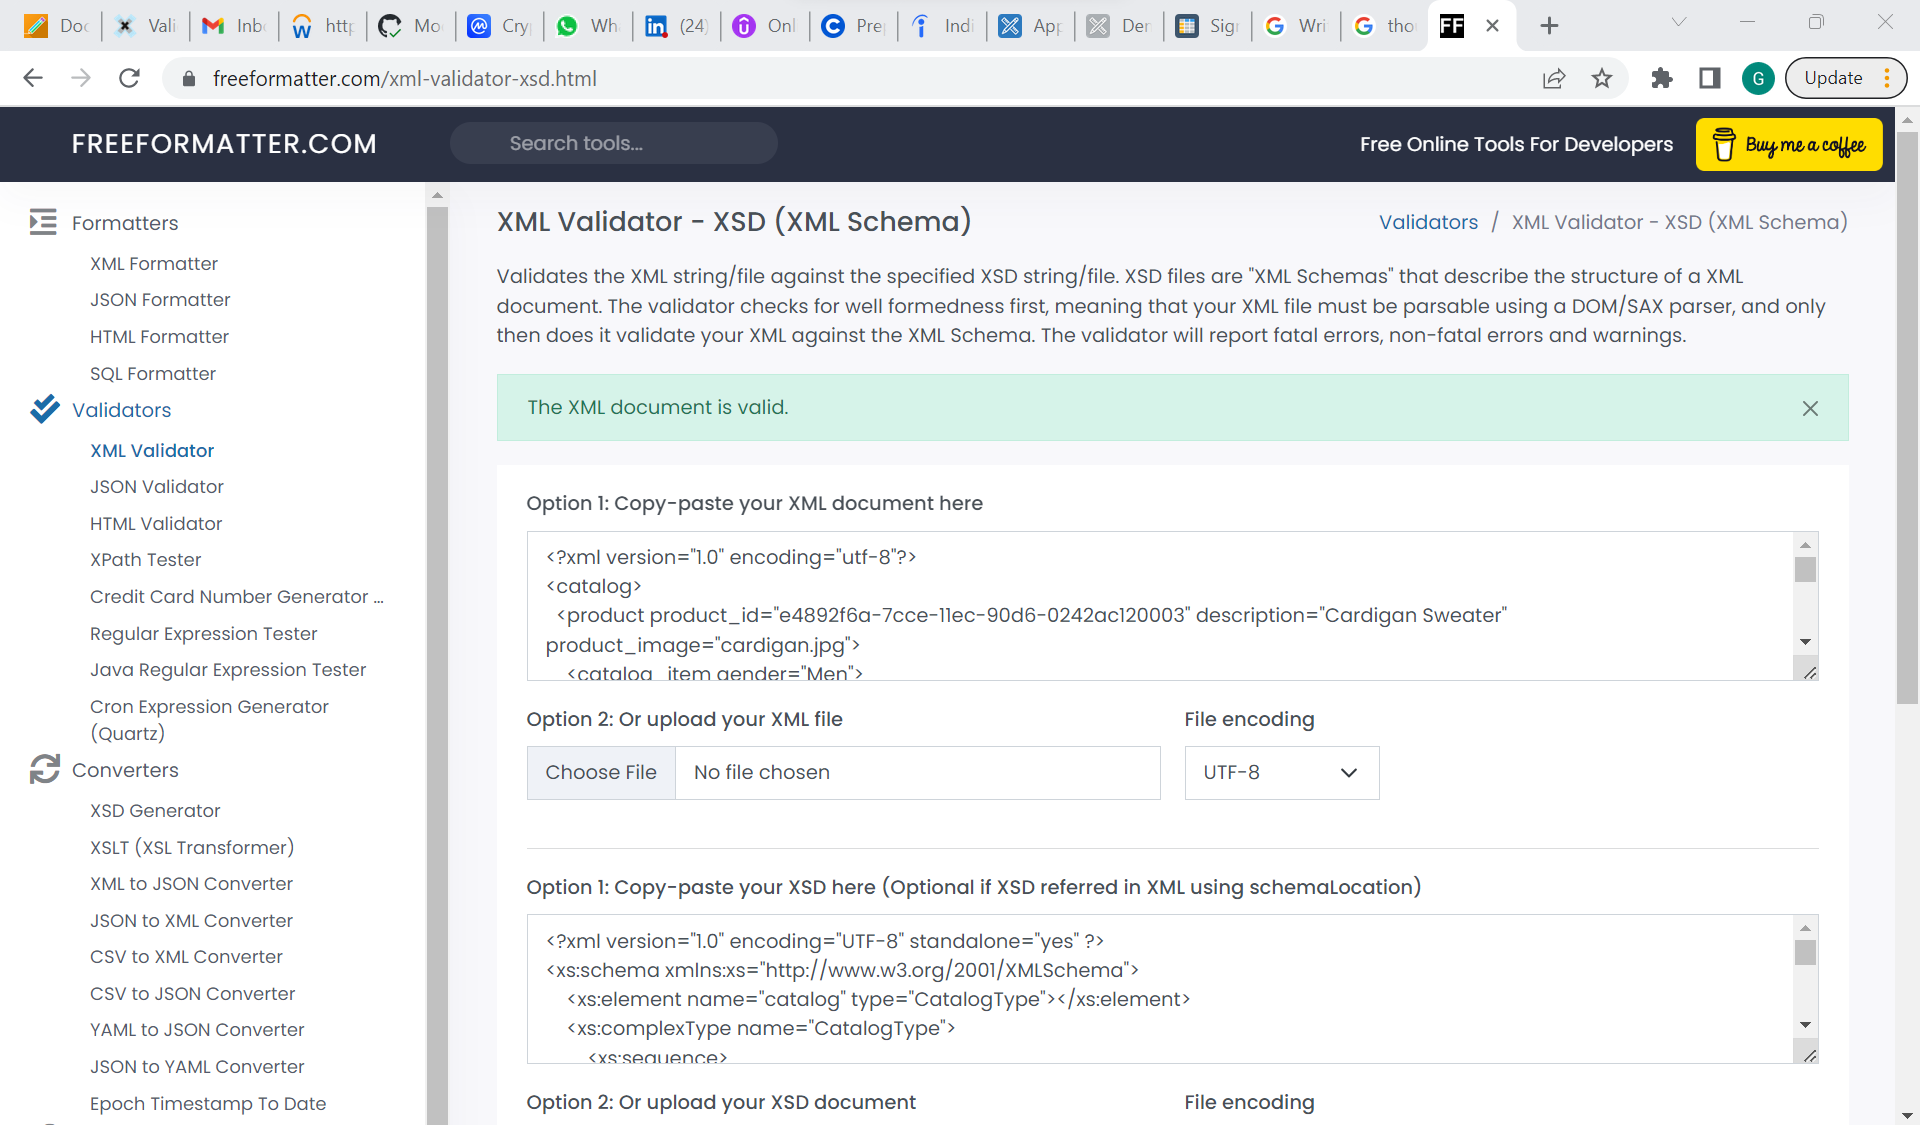 Doc
Vali
Inb
http
Mo
Cry
Wh
in (24)
Onl
Pre
Indi
App
Der
Sign
Wri
tho
FF
freeformatter.com/xml-validator-xsd.html
G
Update
FREEFORMATTER.COM
Search tools...
Free Online Tools For Developers
Buy me a coffee
Formatters
XML Formatter
JSON Formatter
HTML Formatter
SQL Formatter
Validators
XML Validator
JSON Validator
HTML Validator
XPath Tester
Credit Card Number Generator ...
Regular Expression Tester
Java Regular Expression Tester
Cron Expression Generator
(Quartz)
Converters
XSD Generator
XSLT (XSL Transformer)
XML to JSON Converter
JSON to XML Converter
CSV to XML Converter
CSV to JSON Converter
YAML to JSON Converter
JSON to YAML Converter
Epoch Timestamp To Date
XML Validator - XSD (XML Schema)
Validators / XML Validator - XSD (XML Schema)
Validates the XML string/file against the specified XSD string/file. XSD files are "XML Schemas" that describe the structure of a XML
document. The validator checks for well formedness first, meaning that your XML file must be parsable using a DOM/SAX parser, and only
then does it validate your XML against the XML Schema. The validator will report fatal errors, non-fatal errors and warnings.
The XML document is valid.
Option 1: Copy-paste your XML document here
<?xml version="1.0" encoding="utf-8"?>
<catalog>
<product product_id="e4892f6a-7cce-11ec-90d6-0242ac120003" description="Cardigan Sweater"
product_image="cardigan.jpg">
<catalog_item gender="Men">
Option 2: Or upload your XML file
File encoding
Choose File
No file chosen
UTF-8
Option 1: Copy-paste your XSD here (Optional if XSD referred in XML using schemaLocation)
<?xml version="1.0" encoding="UTF-8" standalone="yes" ?>
<xs:schema xmlns:xs="http://www.w3.org/2001/XMLSchema">
<xs:element name="catalog" type="CatalogType"></xs:element>
<xs:complexType name="CatalogType">
<xs:sequence>
Option 2: Or upload your XSD document
File encoding